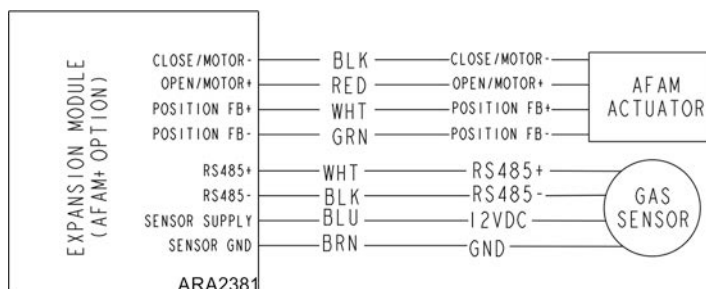 EXPANSION MODULE
(AFAM+ OPTION)
CLOSE/MOTOR- BLK CLOSE/MOTOR-
OPEN/MOTOR+ RED OPEN/MOTOR+
POSITION FB+ WHT POSITION FB+
POSITION FB- GRN POSITION FB-
AFAM
ACTUATOR
RS485+ WHT RS485+
RS485- BLK RS485-
SENSOR SUPPLY BLU 12VDC
SENSOR GND BRN GND
GAS
SENSOR
ARA2381